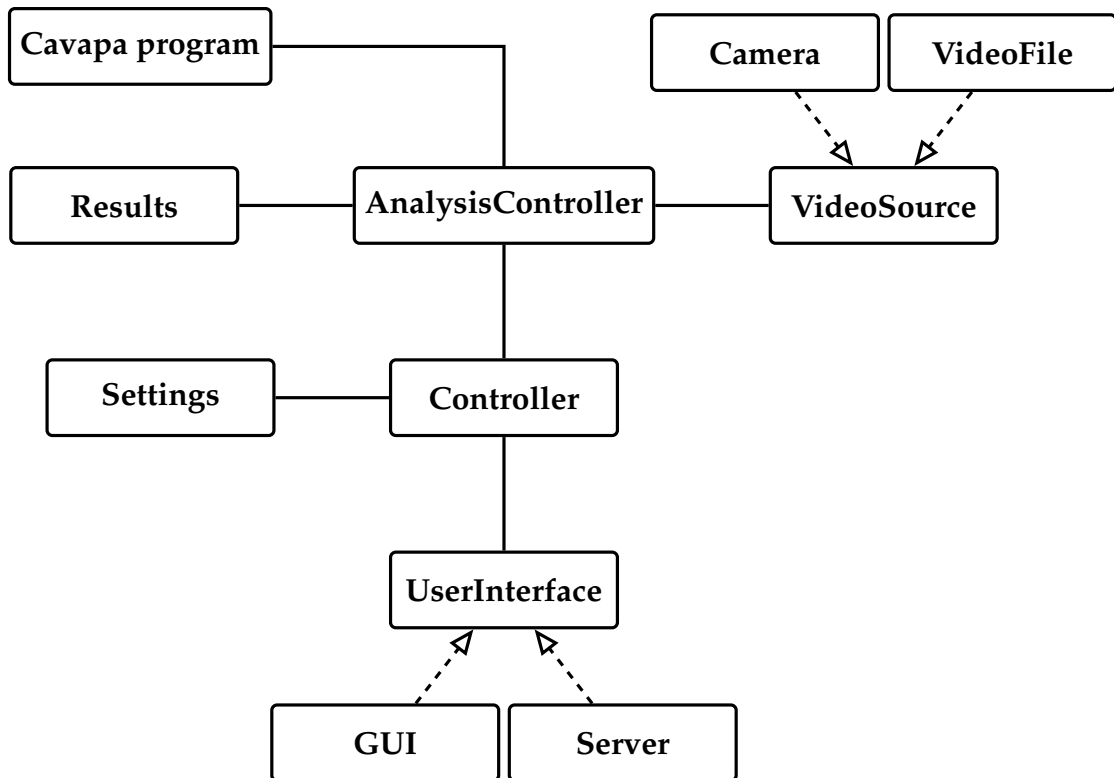 Cavapa program
Camera
VideoFile
Results
AnalysisController
VideoSource
Settings
Controller
UserInterface
GUI
Server